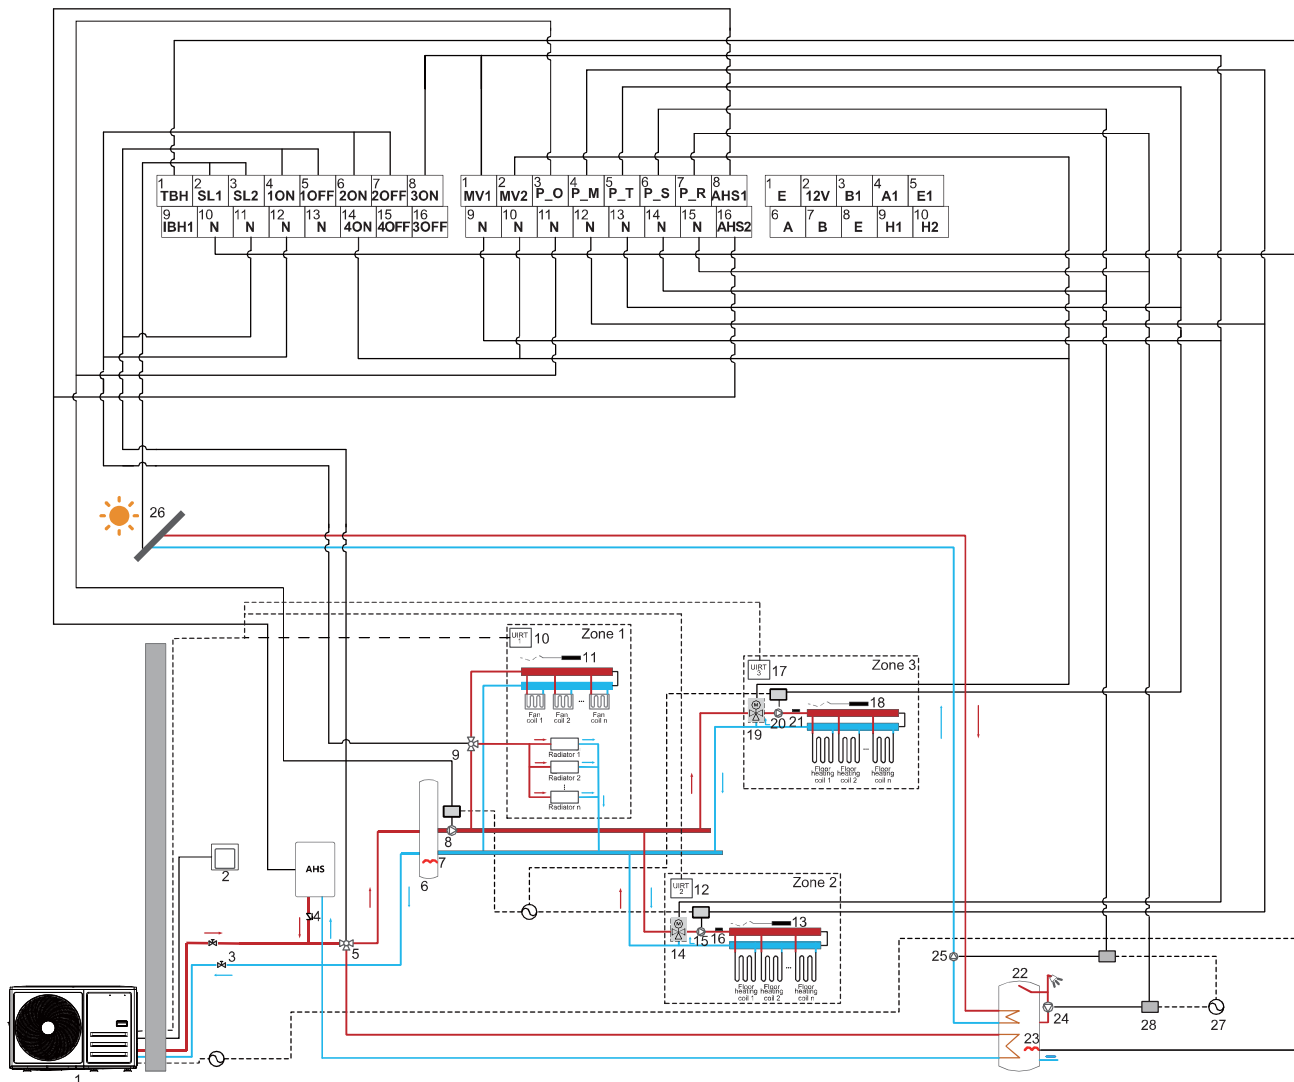 1 2 3 4 5 6 7 8
TBH SL1 SL2 1ON 1OFF 2ON 2OFF 3ON
9 10 11 12 13 14 15 16
IBH1 N N N N 4ON 4OFF 3OFF
1 2 3 4 5 6 7 8
MV1 MV2 P_O P_M P_T P_S P_R AHS1
9 10 11 12 13 14 15 16
N N N N N N N AHS2
1 2 3 4 5
E 12V B1 A1 E1
6 7 8 9 10
A B E H1 H2
26
UIRT
1
10
Zone 1
11
Fan
coil 1
Fan
coil 2
...
Fan
coil n
9
Radiator 1
Radiator 2
Radiator n
8
7
6
UIRT
3
17
Zone 3
18
M
19
20
21
Floor
heating
coil 1
Floor
heating
coil 2
...
Floor
heating
coil n
UIRT
2
12
Zone 2
13
M
14
15
16
Floor
heating
coil 1
Floor
heating
coil 2
...
Floor
heating
coil n
2
AHS
4
3
5
1
25
22
24
23
28
27